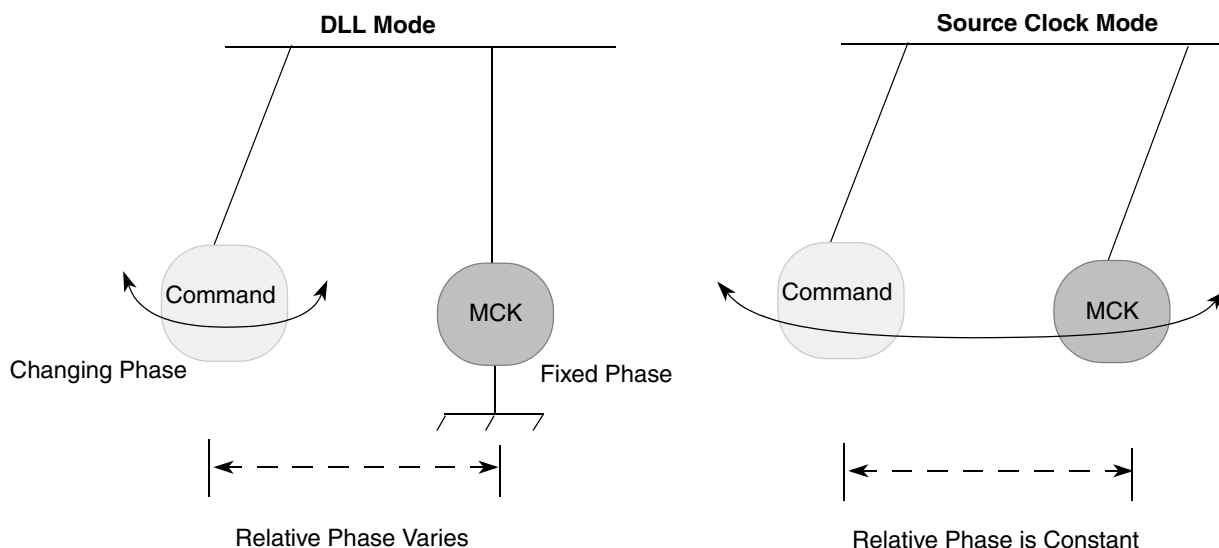 DLL Mode
Command
MCK
Changing Phase
Fixed Phase
Relative Phase Varies
Source Clock Mode
Command
MCK
Relative Phase is Constant